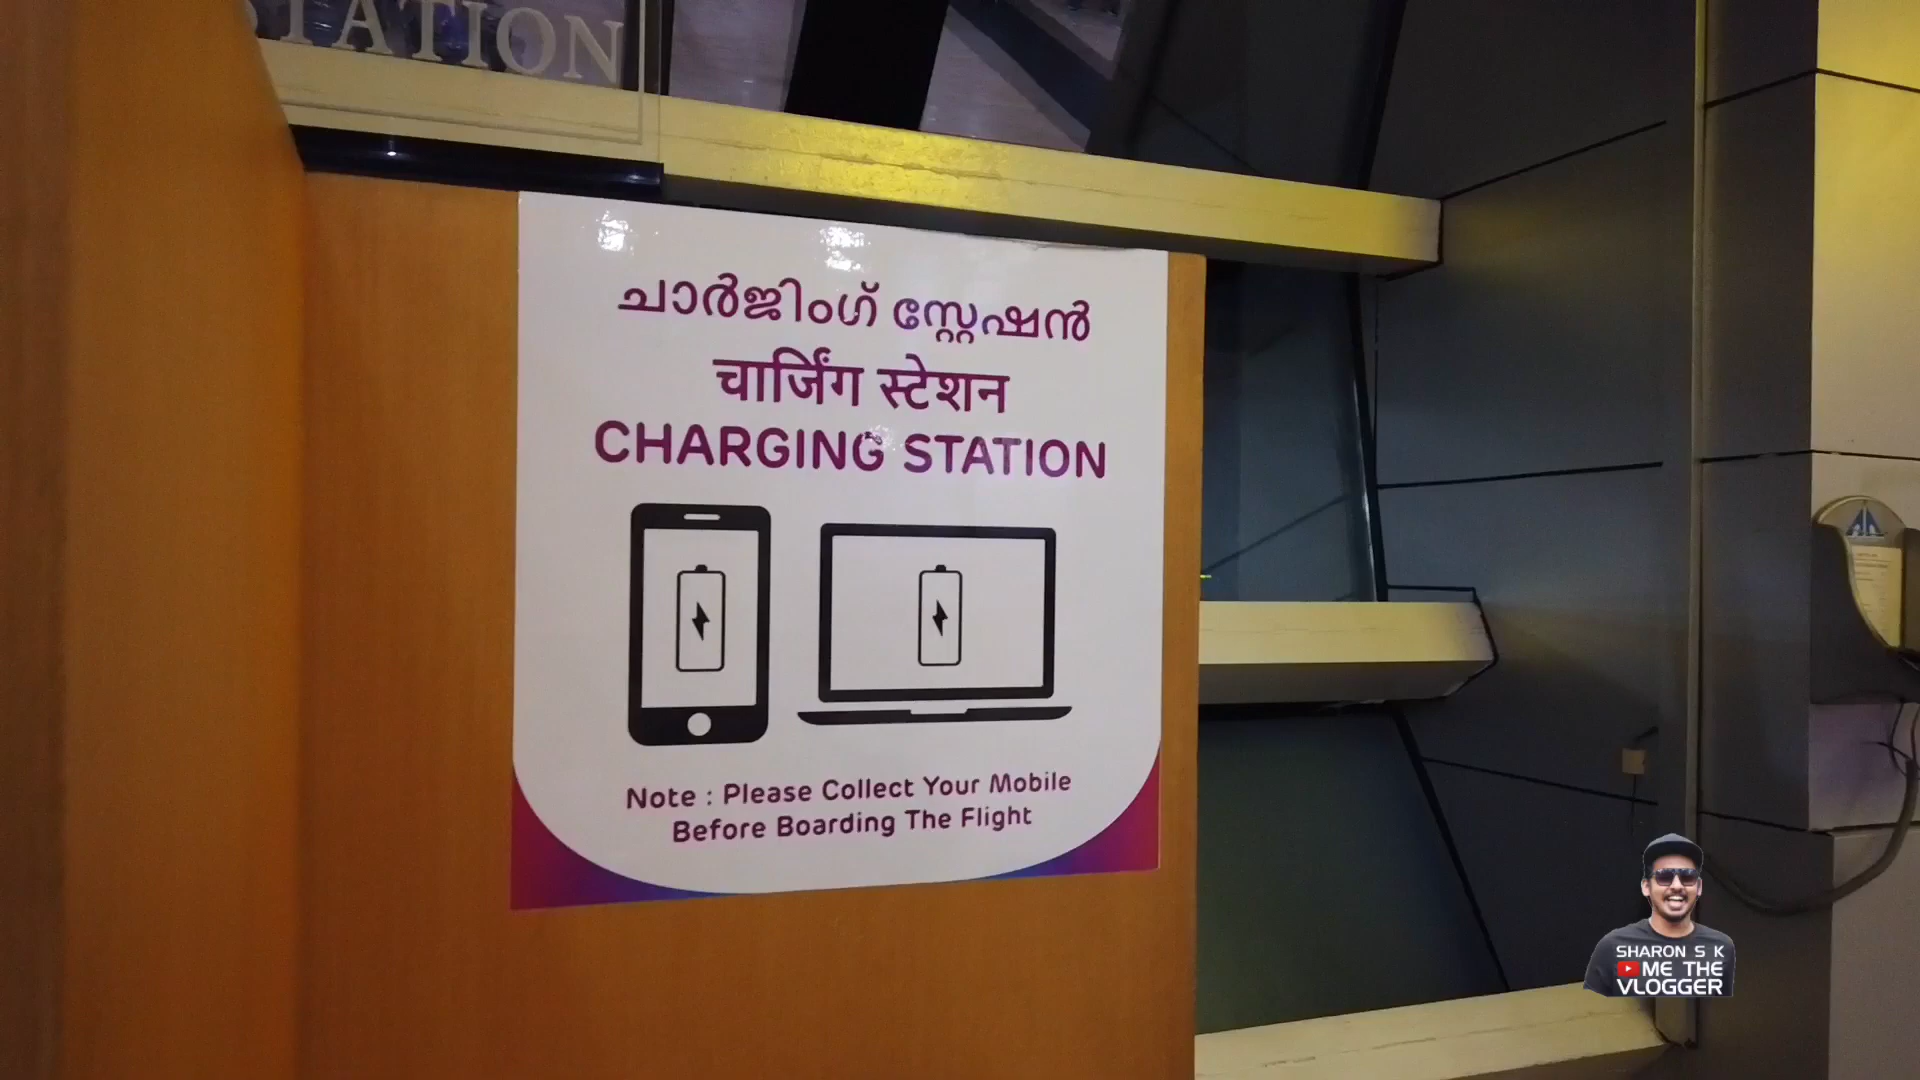 STATION
ചാർജിംഗ് സ്റ്റേഷൻ
चार्जिंग स्टेशन
CHARGING STATION
Note : Please Collect Your Mobile
Before Boarding The Flight
SHARON S K
ME THE
VLOGGER